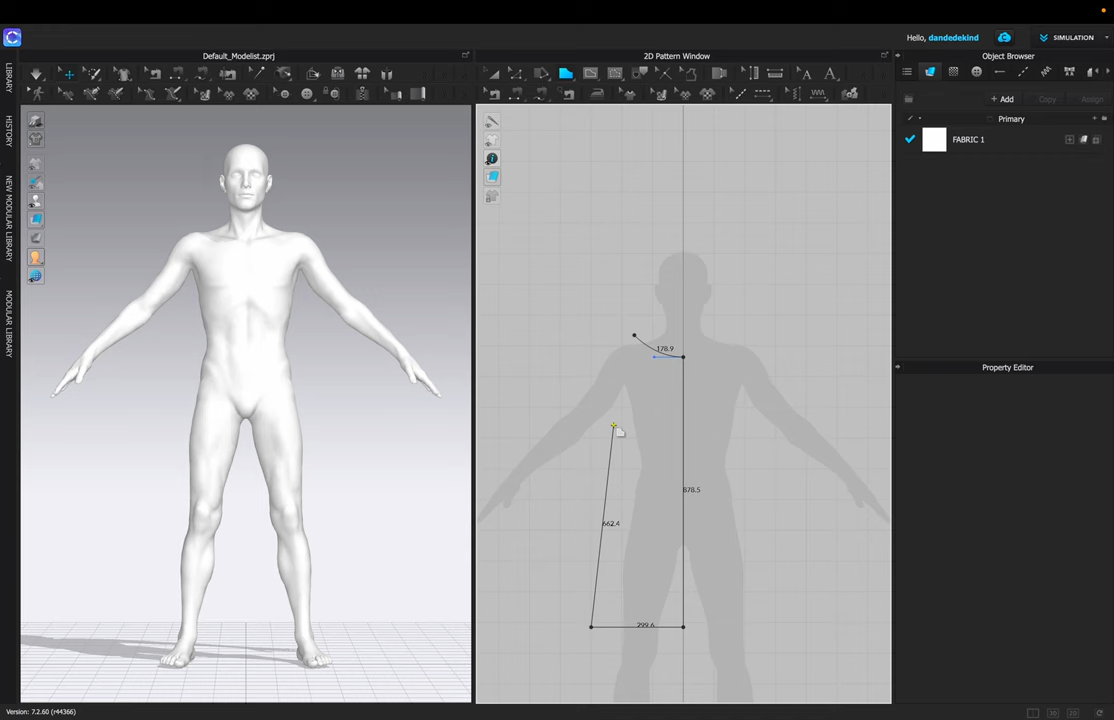 Hello, dandedekind
SIMULATION
Default_Modelist.zprj
2D Pattern Window
Object Browser
LIBRARY
HISTORY
NEW MODULAR LIBRARY
MODULAR LIBRARY
+ Add
Copy
Assign
Primary
FABRIC 1
Property Editor
178.9
878.5
662.4
299.6
Version: 7.2.60 (r44366)